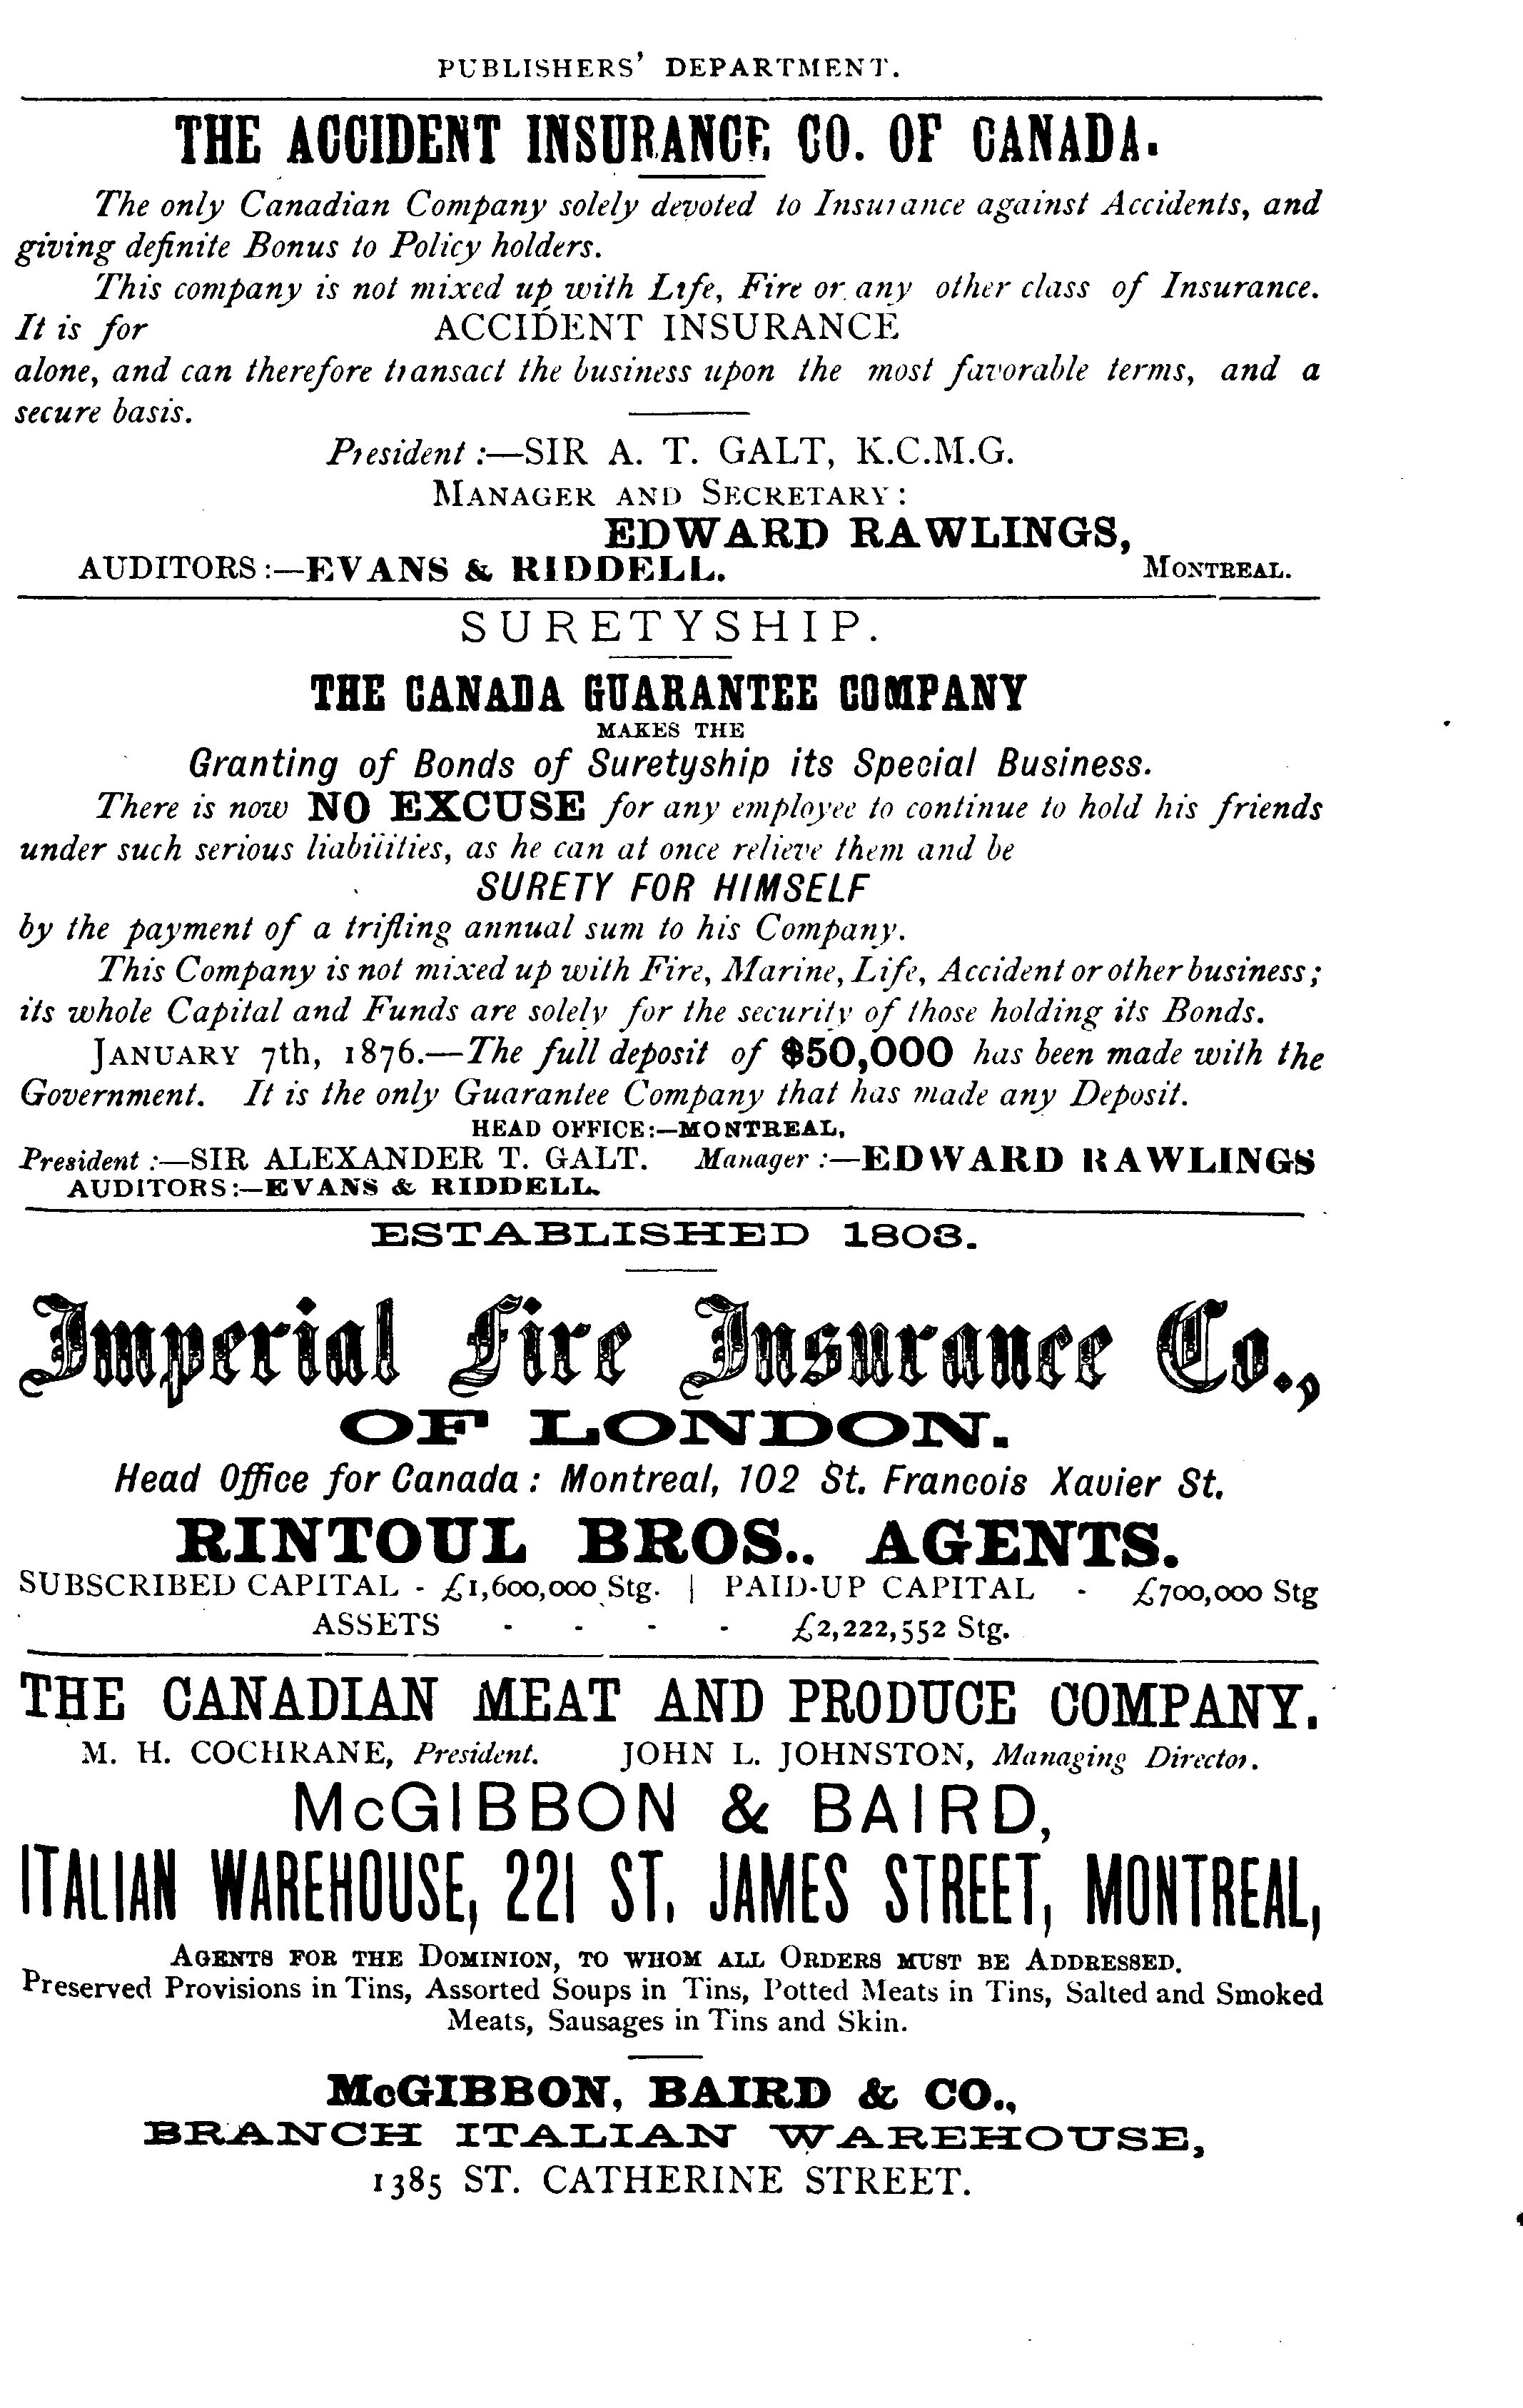 PUBLISHERS' DEPARTMENT.
THE ACCIDENT INSURANCE CO. OF CANADA.
The only Canadian Company solely devoted to Insurance against Accidents, and
giving definite Bonus to Policy holders.
This company is not mixed up with Life, Fire or any other class of Insurance.
It is for ACCIDENT INSURANCE
alone, and can therefore transact the business upon the most favorable terms, and a
secure basis.
President :—SIR A. T. GALT, K.C.M.G.
MANAGER AND SECRETARY:
EDWARD RAWLINGS,
AUDITORS :—EVANS & RIDDELL. MONTREAL.
SURETYSHIP.
THE CANADA GUARANTEE COMPANY
MAKES THE
Granting of Bonds of Suretyship its Special Business.
There is now NO EXCUSE for any employee to continue to hold his friends
under such serious liabilities, as he can at once relieve them and be
SURETY FOR HIMSELF
by the payment of a trifling annual sum to his Company.
This Company is not mixed up with Fire, Marine, Life, Accident or other business;
its whole Capital and Funds are solely for the security of those holding its Bonds.
JANUARY 7th, 1876.—The full deposit of $50,000 has been made with the
Government. It is the only Guarantee Company that has made any Deposit.
HEAD OFFICE:—MONTREAL,
President :—SIR ALEXANDER T. GALT. Manager :—EDWARD RAWLINGS
AUDITORS:—EVANS & RIDDELL.
ESTABLISHED 1803.
Imperial Fire Insurance Co.,
OF LONDON.
Head Office for Canada: Montreal, 102 St. Francois Xavier St.
RINTOUL BROS.. AGENTS.
SUBSCRIBED CAPITAL - £1,600,000 Stg. | PAID-UP CAPITAL - £700,000 Stg
ASSETS - - - - £2,222,552 Stg.
THE CANADIAN MEAT AND PRODUCE COMPANY.
M. H. COCHRANE, President. JOHN L. JOHNSTON, Managing Director.
McGIBBON & BAIRD,
ITALIAN WAREHOUSE, 221 ST. JAMES STREET, MONTREAL,
AGENTS FOR THE DOMINION, TO WHOM ALL ORDERS MUST BE ADDRESSED.
Preserved Provisions in Tins, Assorted Soups in Tins, Potted Meats in Tins, Salted and Smoked
Meats, Sausages in Tins and Skin.
McGIBBON, BAIRD & CO.,
BRANCH ITALIAN WAREHOUSE,
1385 ST. CATHERINE STREET.